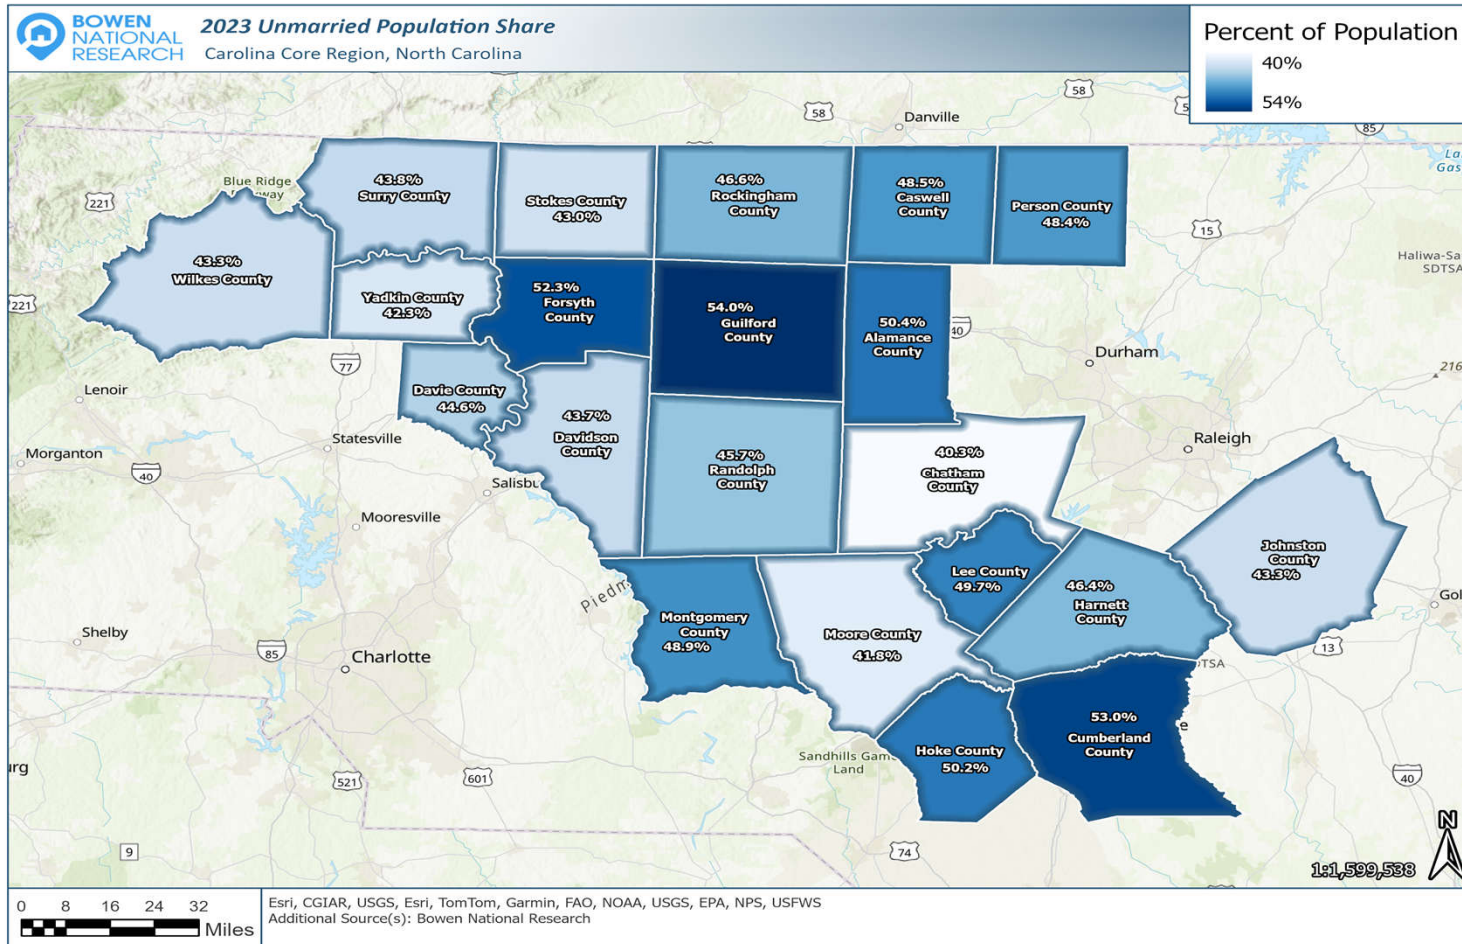 BOWEN
NATIONAL
RESEARCH
2023 Unmarried Population Share
Carolina Core Region, North Carolina
Percent of Population
40%
54%
58
58
85
Danville
Blue Ridge
221
43.8%
Surry County
Stokes County
43.0%
46.6%
Rockingham
County
48.5%
Caswell
County
Person County
48.4%
15
43.3%
Wilkes County
Haliwa-Sa
SDTSA
221
Yadkin County
42.3%
52.3%
Forsyth
County
54.0%
Guilford
County
50.4%
Alamance
County
40
77
Durham
216
Lenoir
Davie County
44.6%
43.7%
Davidson
County
Statesville
Morganton
40
Salisbu
45.7%
Randolph
County
40.3%
Chatham
County
Raleigh
Mooresville
Johnston
County
43.3%
Lee County
49.7%
46.4%
Harnett
County
Piedm
Gol
Shelby
85
Charlotte
Montgomery
County
48.9%
Moore County
41.8%
13
DTSA
53.0%
Cumberland
County
e
Hoke County
50.2%
Sandhills Game
Land
urg
521
601
40
9
74
N
1:1,599,538
0 8 16 24 32
Miles
Esri, CGIAR, USGS, Esri, TomTom, Garmin, FAO, NOAA, USGS, EPA, NPS, USFWS
Additional Source(s): Bowen National Research